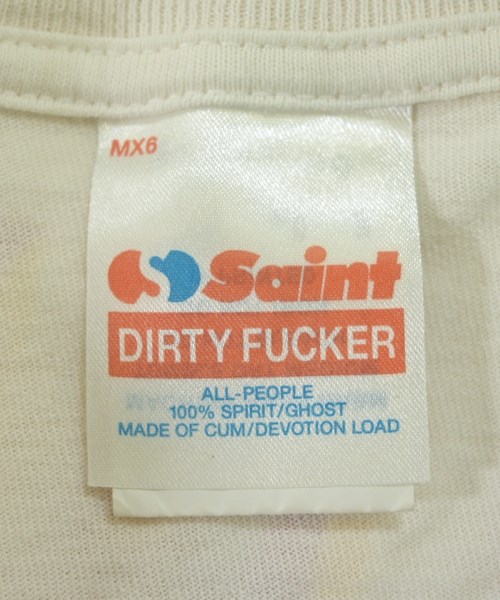 MX6
Saint
DIRTY FUCKER
ALL-PEOPLE
100% SPIRIT/GHOST
MADE OF CUM/DEVOTION LOAD